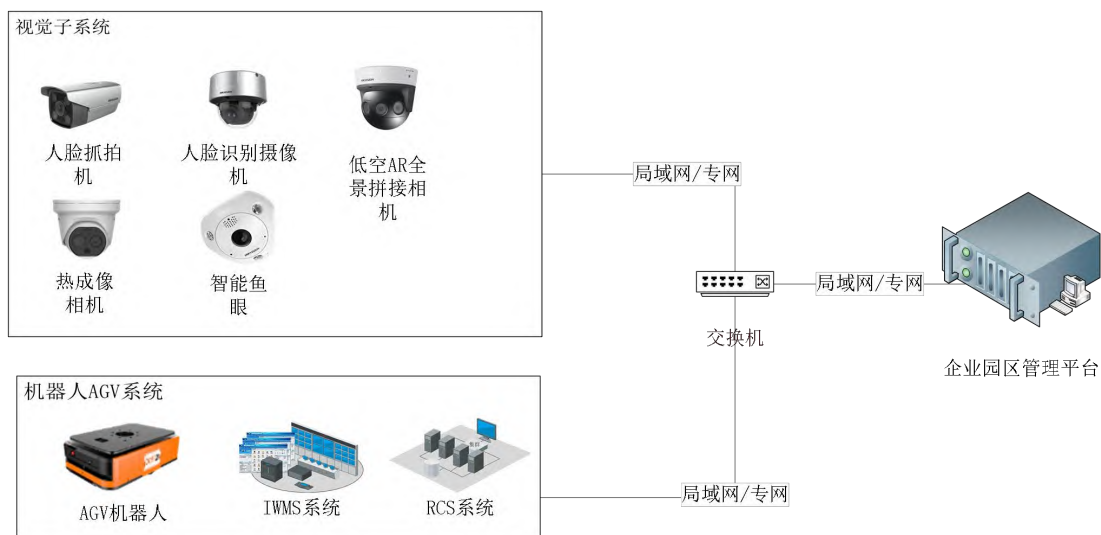 视觉子系统
人脸抓拍
机
人脸识别摄像
机
低空AR全
景拼接相
机
热成像
相机
智能鱼
眼
局域网/专网
局域网/专网
交换机
企业园区管理平台
机器人AGV系统
AGV机器人
IWMS系统
RCS系统
局域网/专网